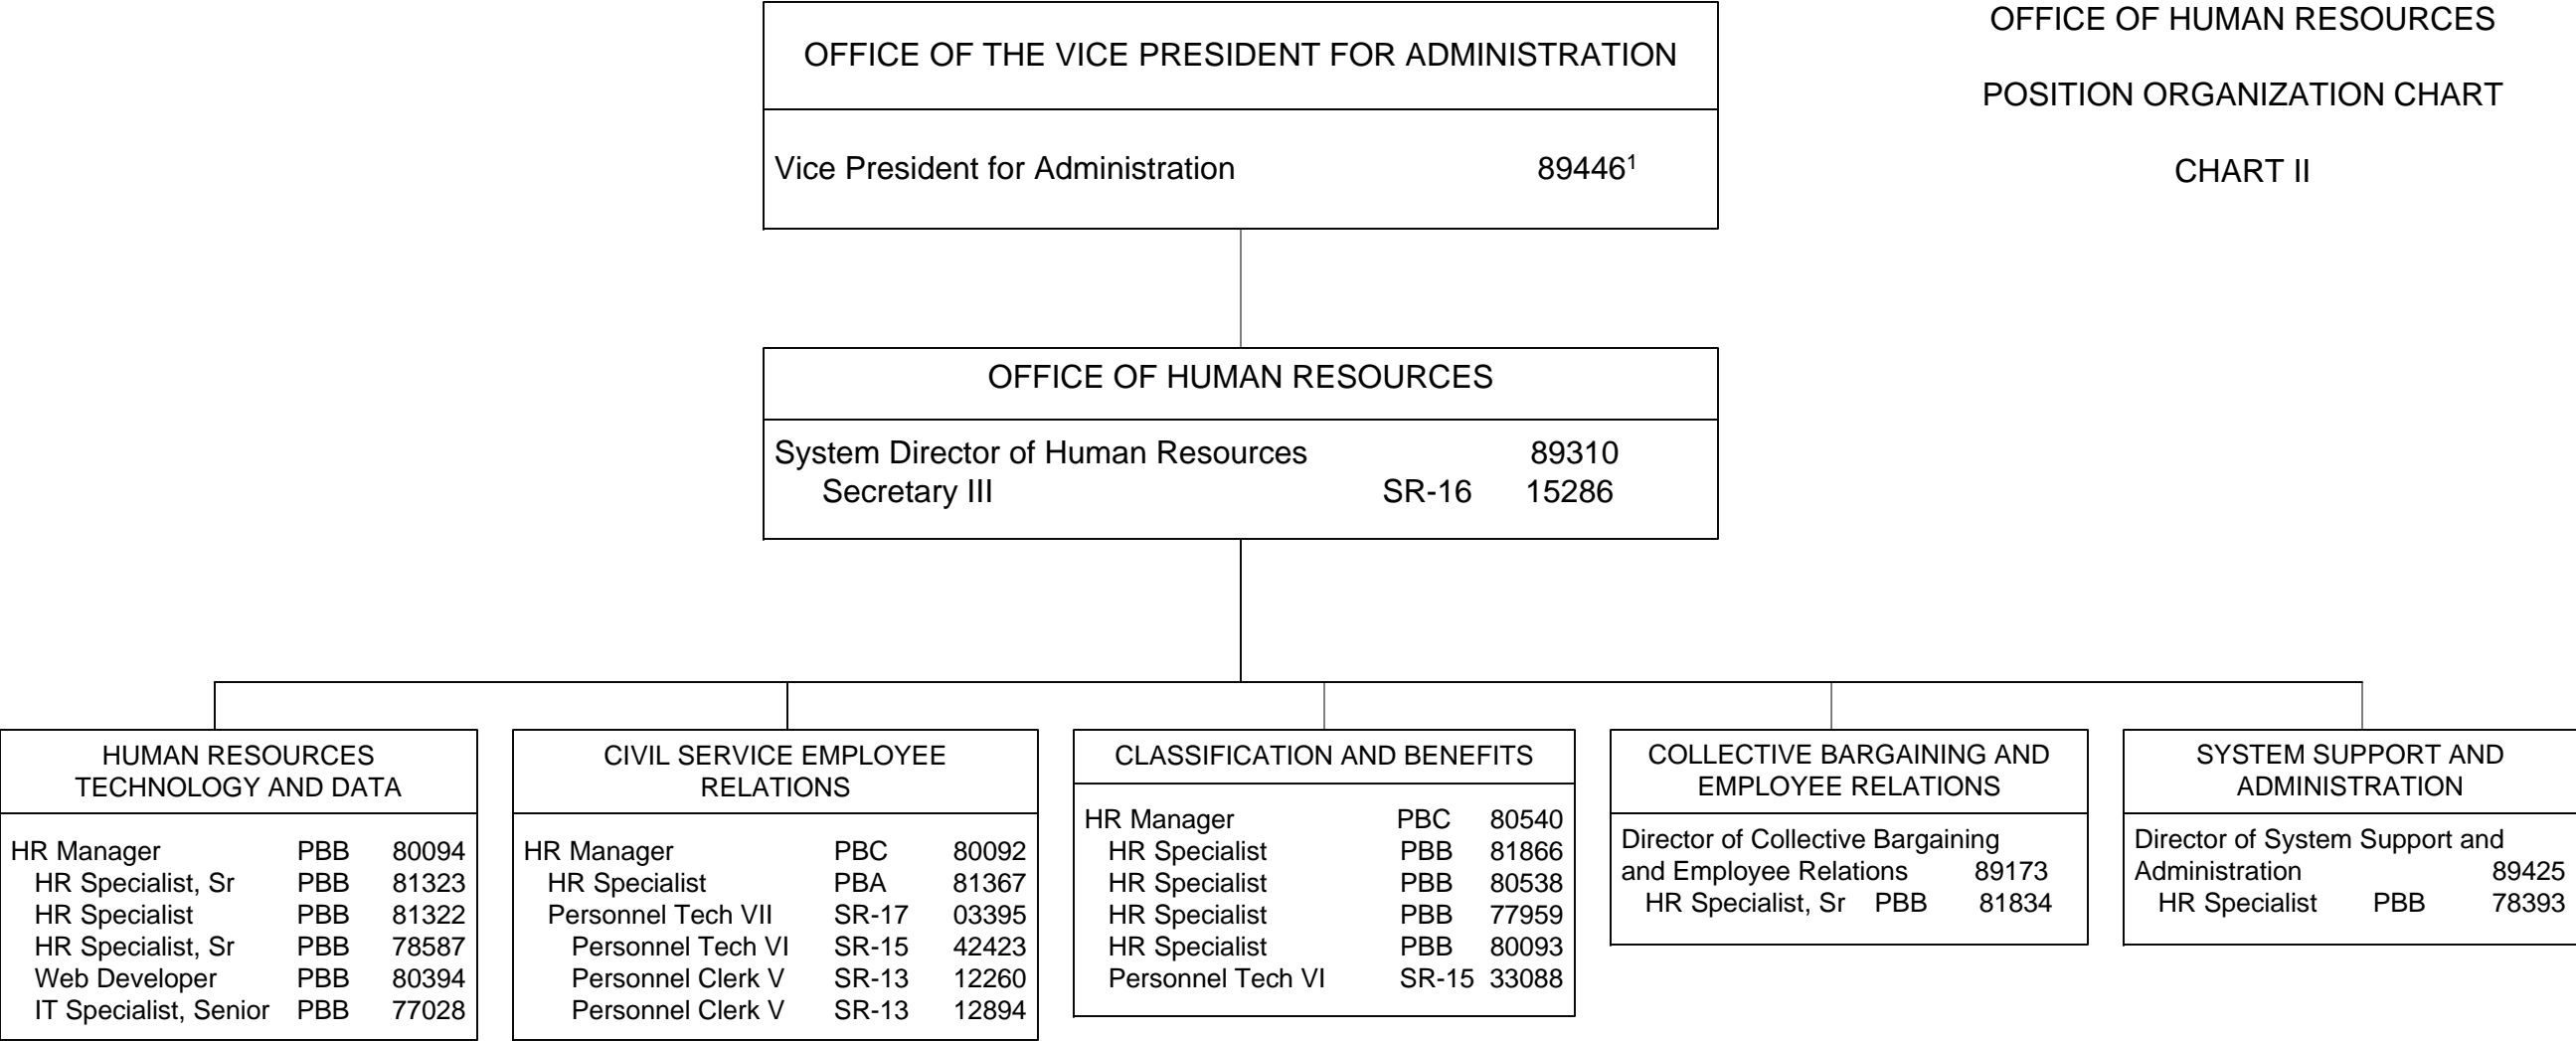 OFFICE OF HUMAN RESOURCES
POSITION ORGANIZATION CHART
CHART II
OFFICE OF THE VICE PRESIDENT FOR ADMINISTRATION
Vice President for Administration 89446¹
OFFICE OF HUMAN RESOURCES
System Director of Human Resources 89310
Secretary III SR-16 15286
HUMAN RESOURCES
TECHNOLOGY AND DATA
HR Manager PBB 80094
HR Specialist, Sr PBB 81323
HR Specialist PBB 81322
HR Specialist, Sr PBB 78587
Web Developer PBB 80394
IT Specialist, Senior PBB 77028
CIVIL SERVICE EMPLOYEE
RELATIONS
HR Manager PBC 80092
HR Specialist PBA 81367
Personnel Tech VII SR-17 03395
Personnel Tech VI SR-15 42423
Personnel Clerk V SR-13 12260
Personnel Clerk V SR-13 12894
CLASSIFICATION AND BENEFITS
HR Manager PBC 80540
HR Specialist PBB 81866
HR Specialist PBB 80538
HR Specialist PBB 77959
HR Specialist PBB 80093
Personnel Tech VI SR-15 33088
COLLECTIVE BARGAINING AND
EMPLOYEE RELATIONS
Director of Collective Bargaining
and Employee Relations 89173
HR Specialist, Sr PBB 81834
SYSTEM SUPPORT AND
ADMINISTRATION
Director of System Support and
Administration 89425
HR Specialist PBB 78393